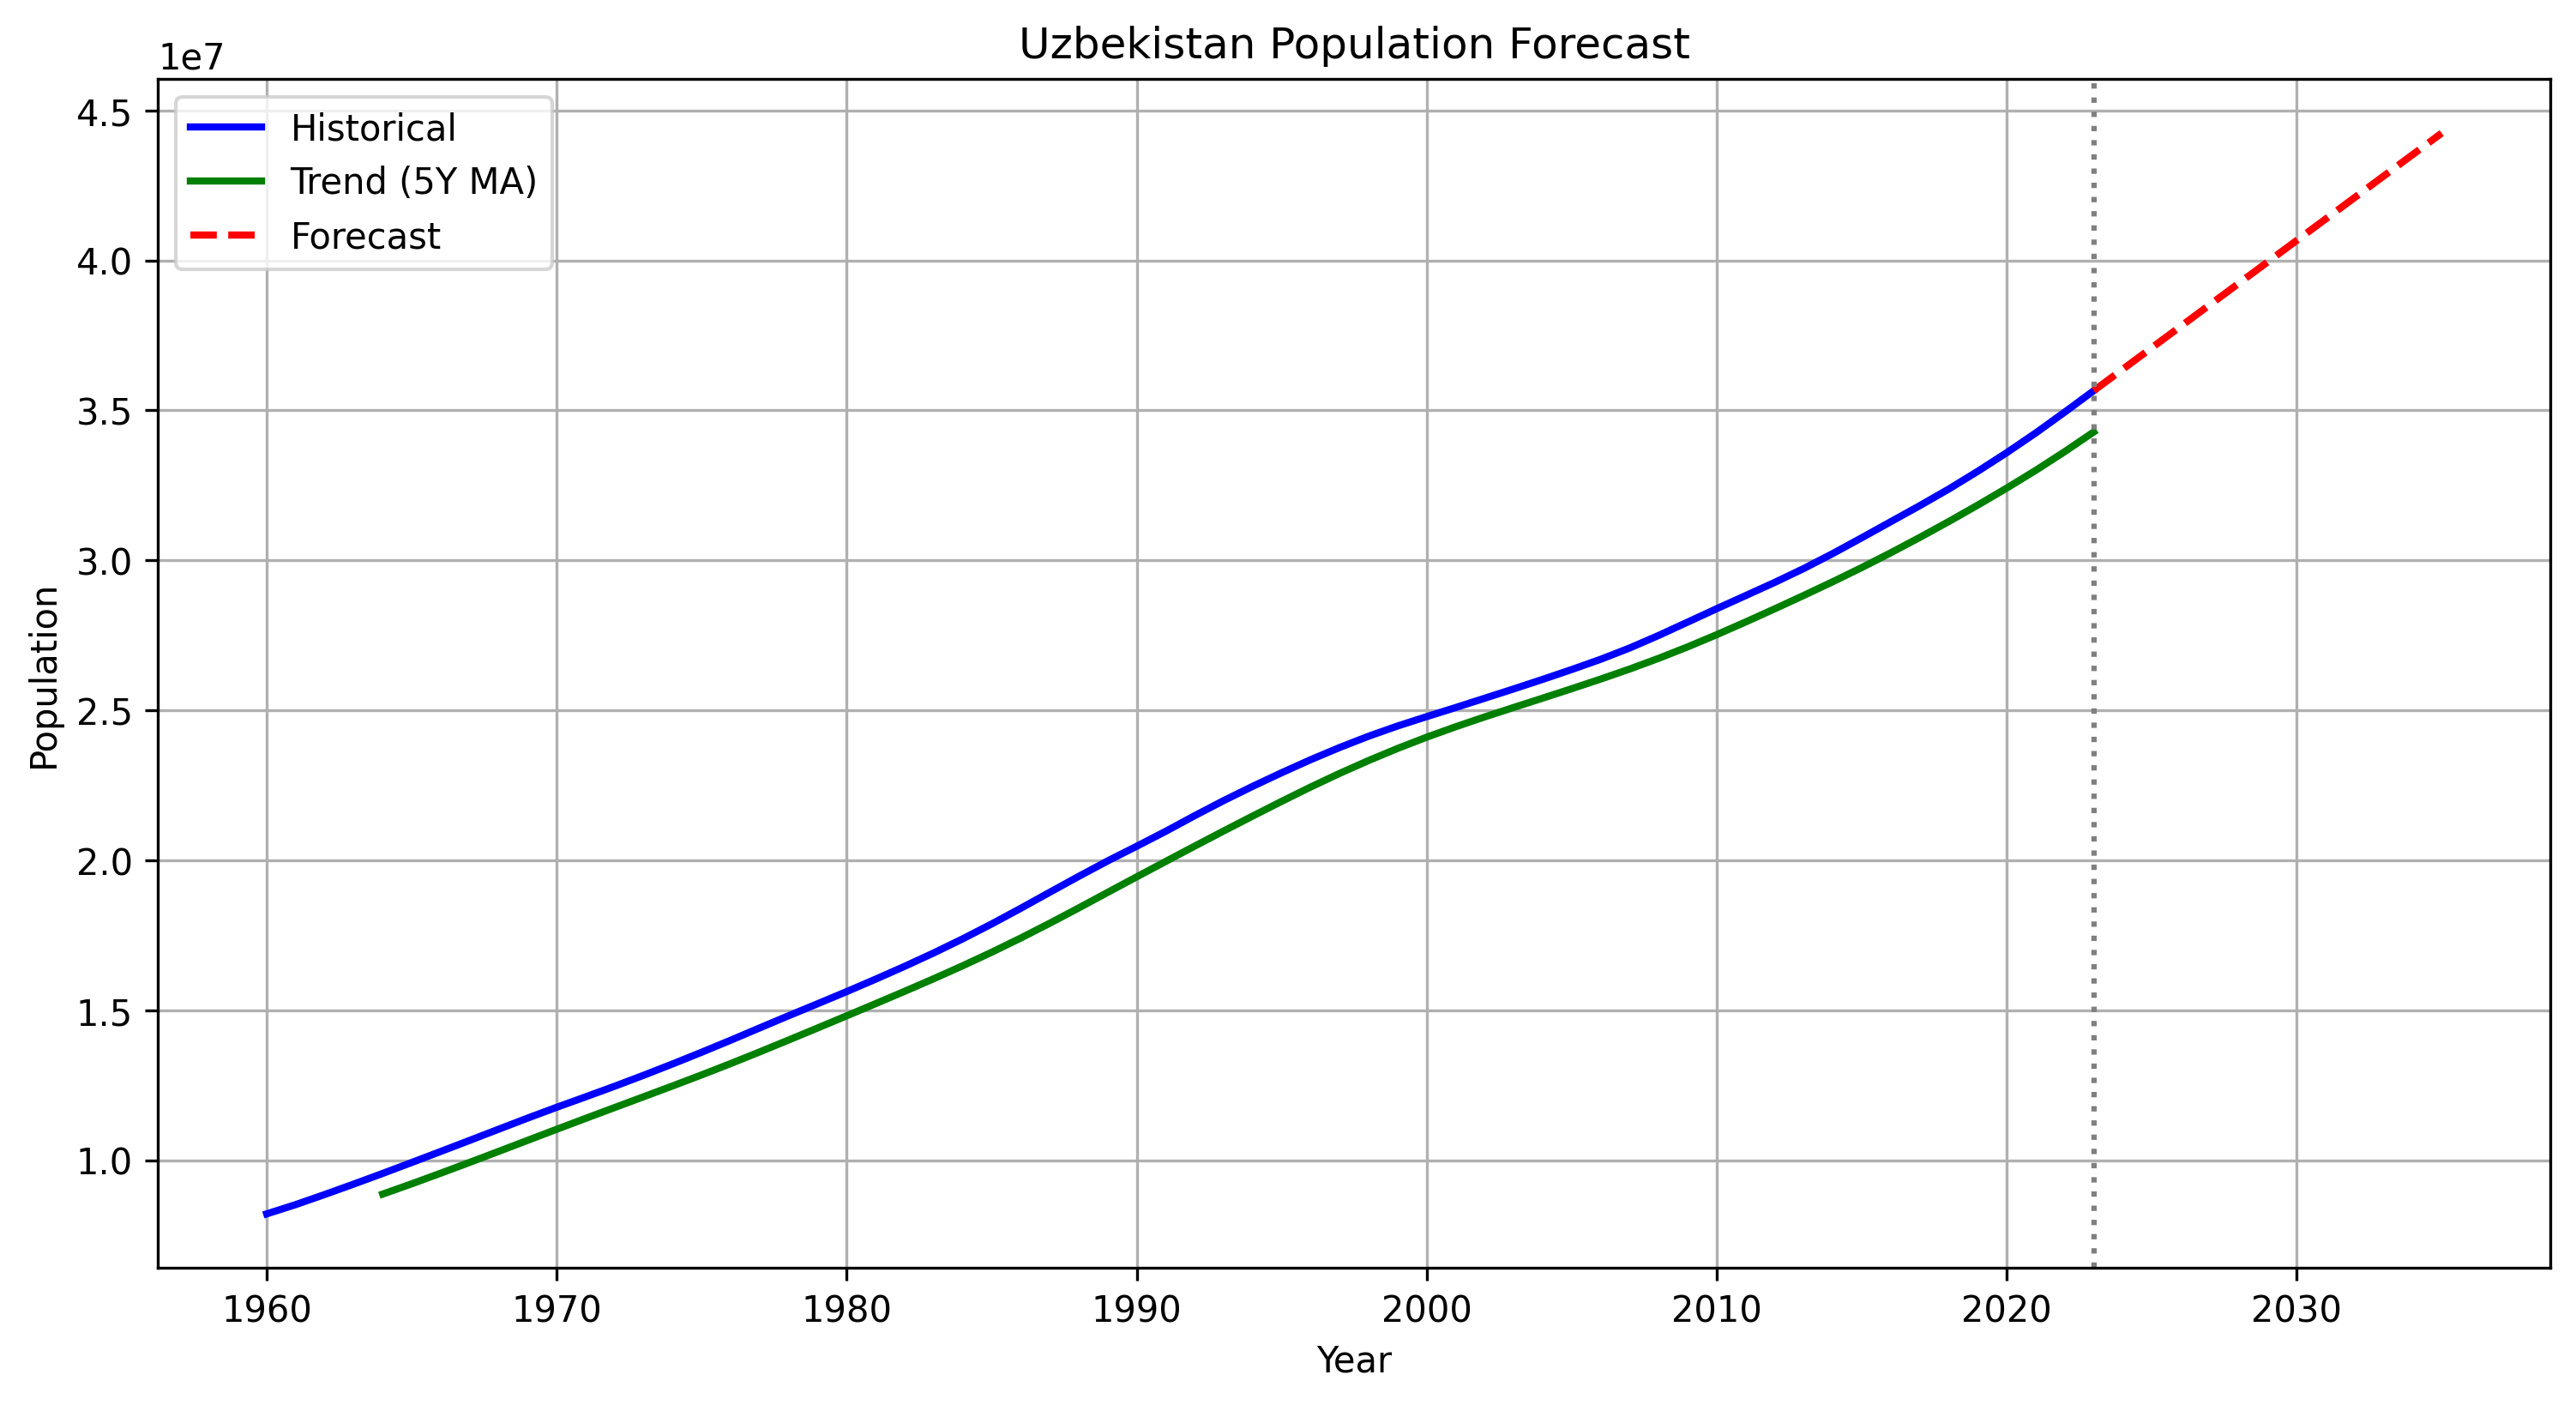 Uzbekistan Population Forecast
1e7
4.5
4.0
3.5
3.0
2.5
2.0
1.5
1.0
Population
Historical
Trend (5Y MA)
Forecast
1960 1970 1980 1990 2000 2010 2020 2030
Year